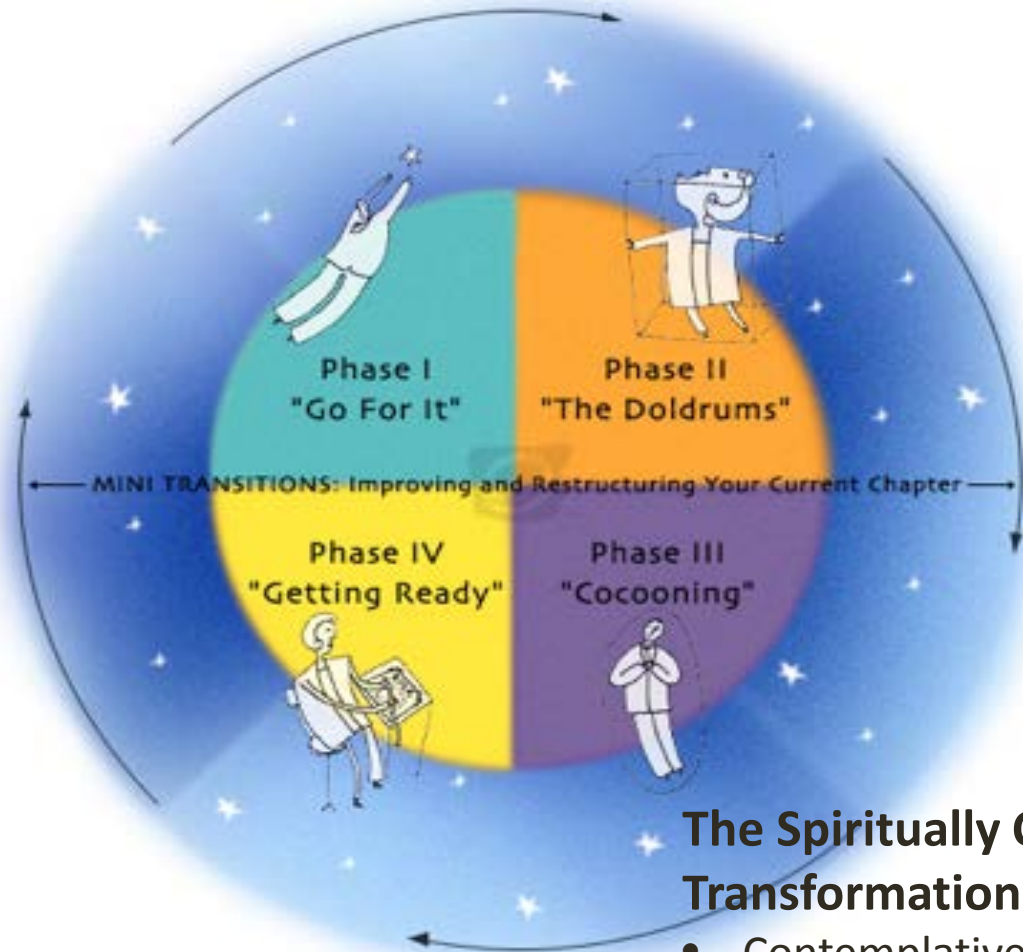 Phase I
"Go For It"
Phase II
"The Doldrums"
MINI TRANSITIONS: Improving and Restructuring Your Current Chapter
Phase IV
"Getting Ready"
Phase III
"Cocooning"
The Spiritually
Transformation
• Contemplative